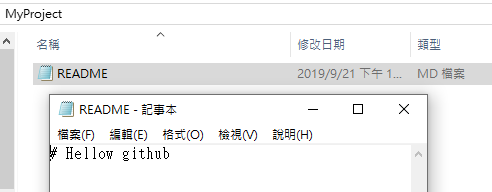 MyProject
名稱 修改日期 類型
README 2019/9/21 下午 1... MD 檔案
README - 記事本
檔案(F) 編輯(E) 格式(O) 檢視(V) 說明(H)
# Hellow github